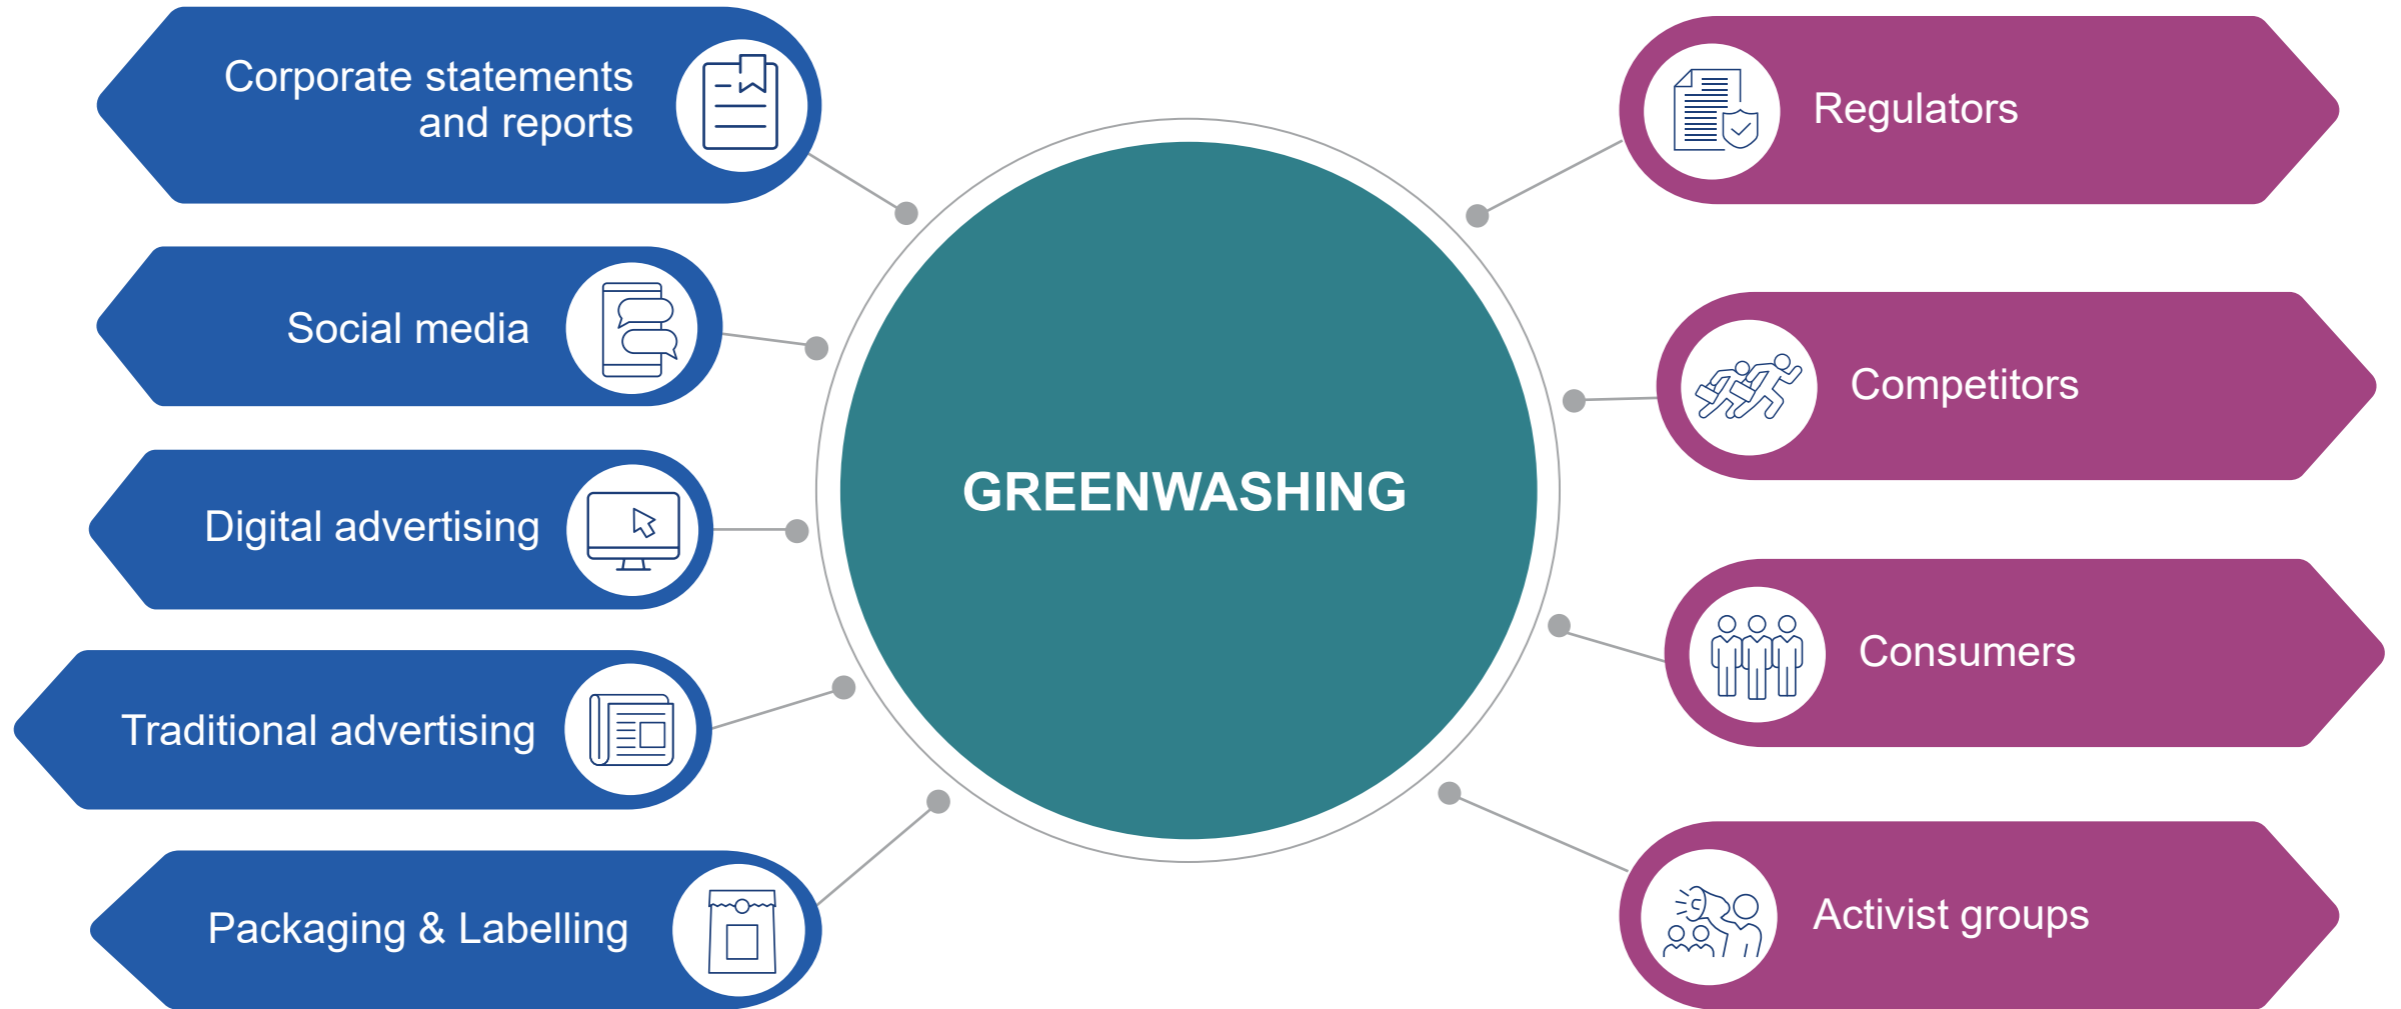 Corporate statements
and reports
Social media
Digital advertising
Traditional advertising
Packaging & Labelling
GREENWASHING
Regulators
Competitors
Consumers
Activist groups